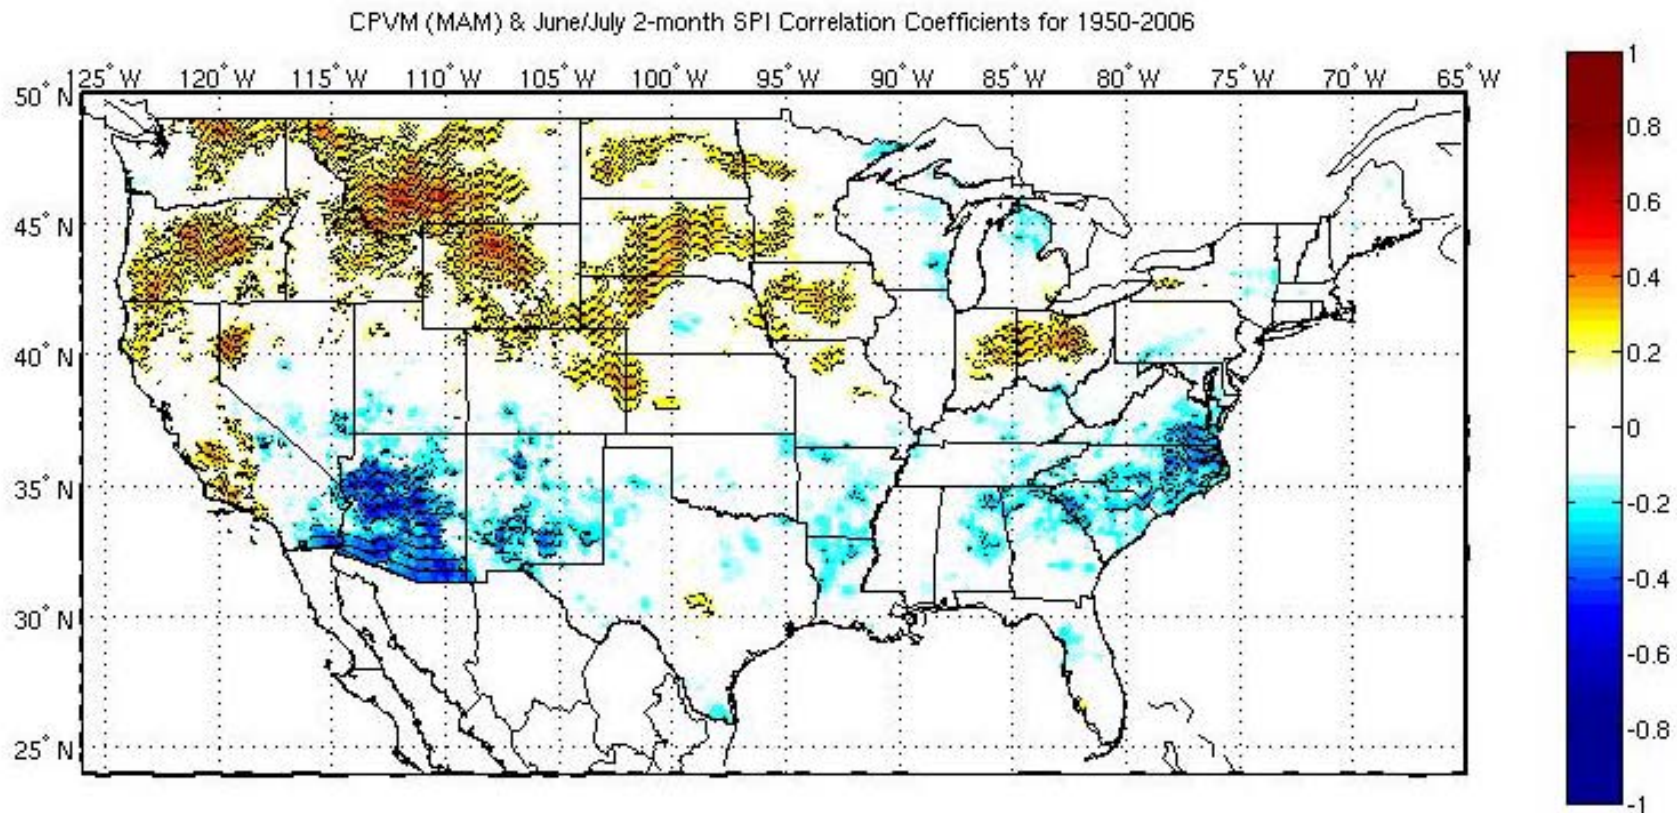 CPVM (MAM) & June/July 2-month SPI Correlation Coefficients for 1950-2006
125°W 120°W 115°W 110°W 105°W 100°W 95°W 90°W 85°W 80°W 75°W 70°W 65°W
50°N
45°N
40°N
35°N
30°N
25°N
1
0.8
0.6
0.4
0.2
0
-0.2
-0.4
-0.6
-0.8
-1